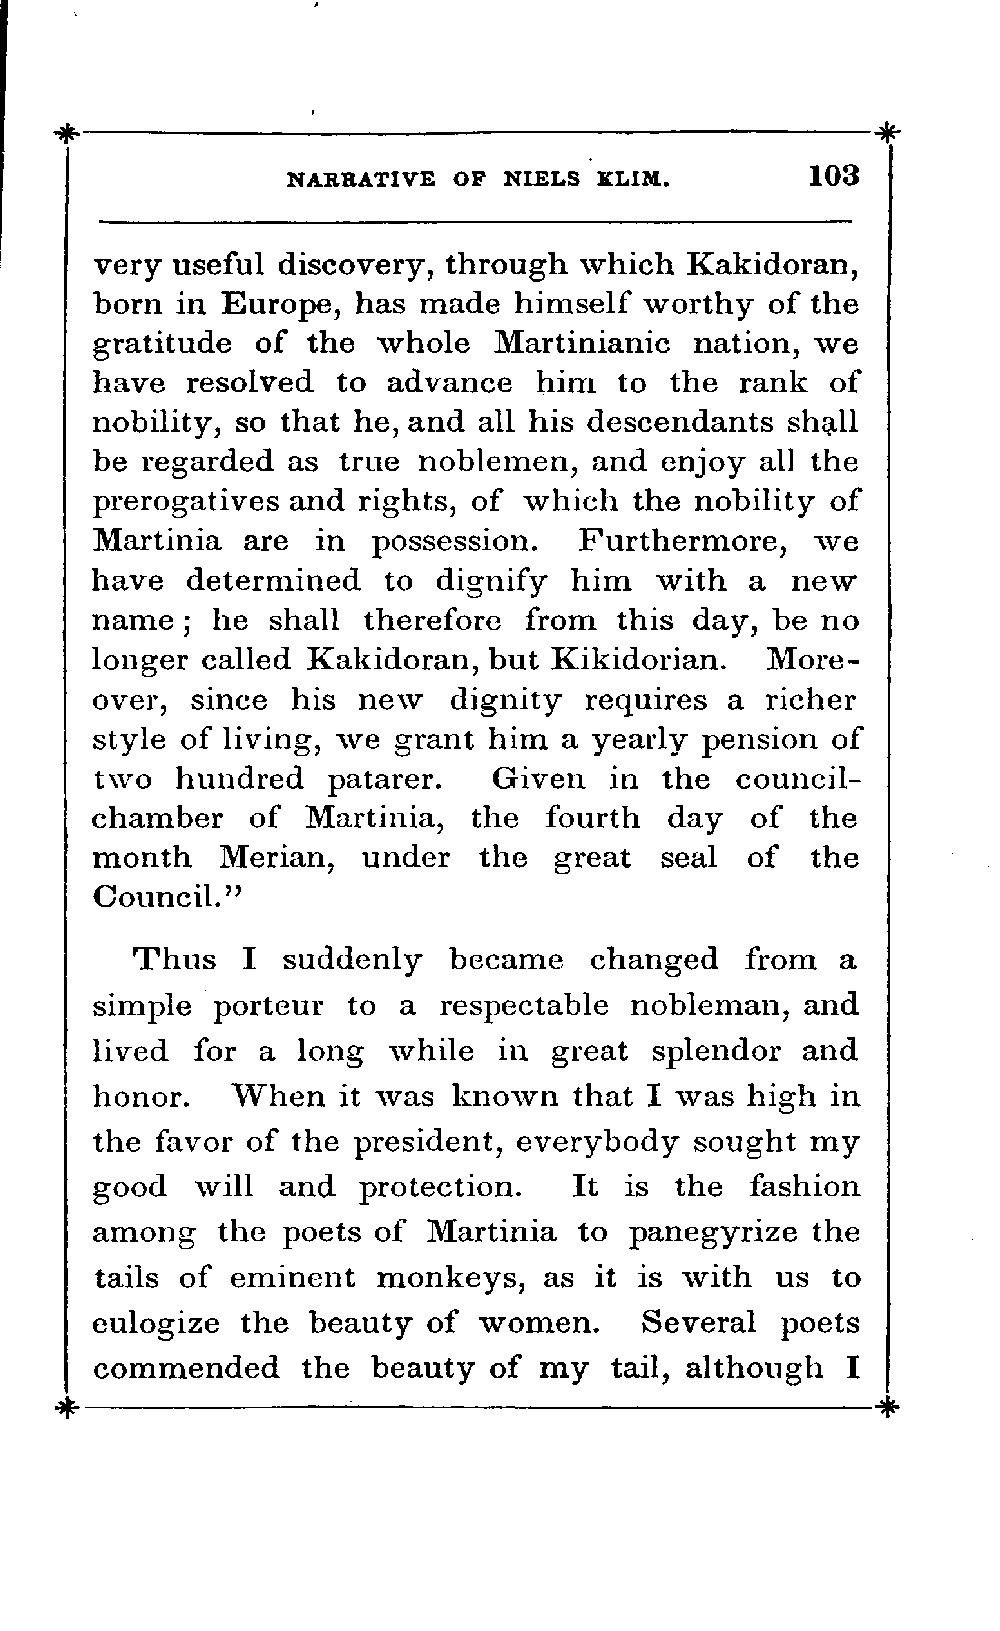 NARRATIVE OF NIELS KLIM. 103
very useful discovery, through which Kakidoran,
born in Europe, has made himself worthy of the
gratitude of the whole Martinianic nation, we
have resolved to advance him to the rank of
nobility, so that he, and all his descendants shall
be regarded as true noblemen, and enjoy all the
prerogatives and rights, of which the nobility of
Martinia are in possession. Furthermore, we
have determined to dignify him with a new
name; he shall therefore from this day, be no
longer called Kakidoran, but Kikidorian. More-
over, since his new dignity requires a richer
style of living, we grant him a yearly pension of
two hundred patarer. Given in the council-
chamber of Martinia, the fourth day of the
month Merian, under the great seal of the
Council."
Thus I suddenly became changed from a
simple porteur to a respectable nobleman, and
lived for a long while in great splendor and
honor. When it was known that I was high in
the favor of the president, everybody sought my
good will and protection. It is the fashion
among the poets of Martinia to panegyrize the
tails of eminent monkeys, as it is with us to
eulogize the beauty of women. Several poets
commended the beauty of my tail, although I